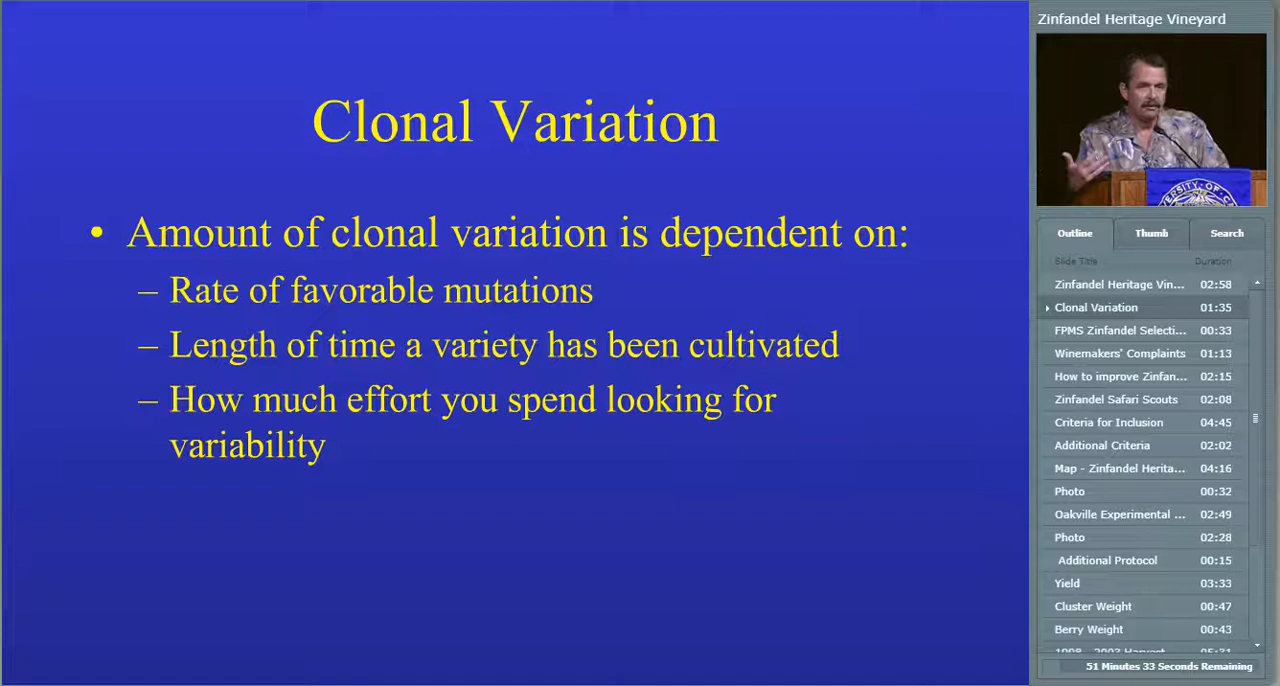 Clonal Variation
• Amount of clonal variation is dependent on:
– Rate of favorable mutations
– Length of time a variety has been cultivated
– How much effort you spend looking for
variability
Zinfandel Heritage Vineyard
Outline Thumb Search
Slide Title Duration
Zinfandel Heritage Vin... 02:58
Clonal Variation 01:35
FPMS Zinfandel Selecti... 00:33
Winemakers' Complaints 01:13
How to improve Zinfan... 02:15
Zinfandel Safari Scouts 02:08
Criteria for Inclusion 04:45
Additional Criteria 02:02
Map - Zinfandel Herita... 04:16
Photo 00:32
Oakville Experimental ... 02:49
Photo 02:28
Additional Protocol 00:15
Yield 03:33
Cluster Weight 00:47
Berry Weight 00:43
1998 - 2003 Harvest
51 Minutes 33 Seconds Remaining